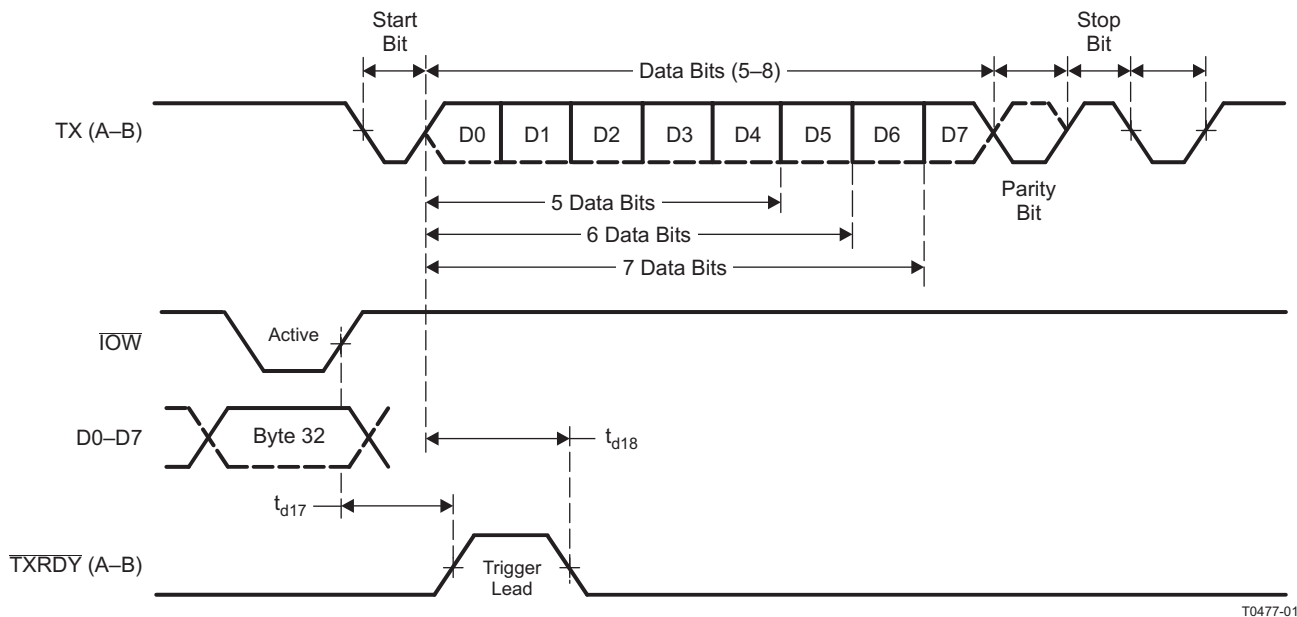 Start
Bit
Stop
Bit
Data Bits (5–8)
TX (A–B)
D0
D1
D2
D3
D4
D5
D6
D7
Parity
Bit
5 Data Bits
6 Data Bits
7 Data Bits
IOW
Active
D0–D7
Byte 32
td18
td17
TXRDY (A–B)
Trigger
Lead
T0477-01